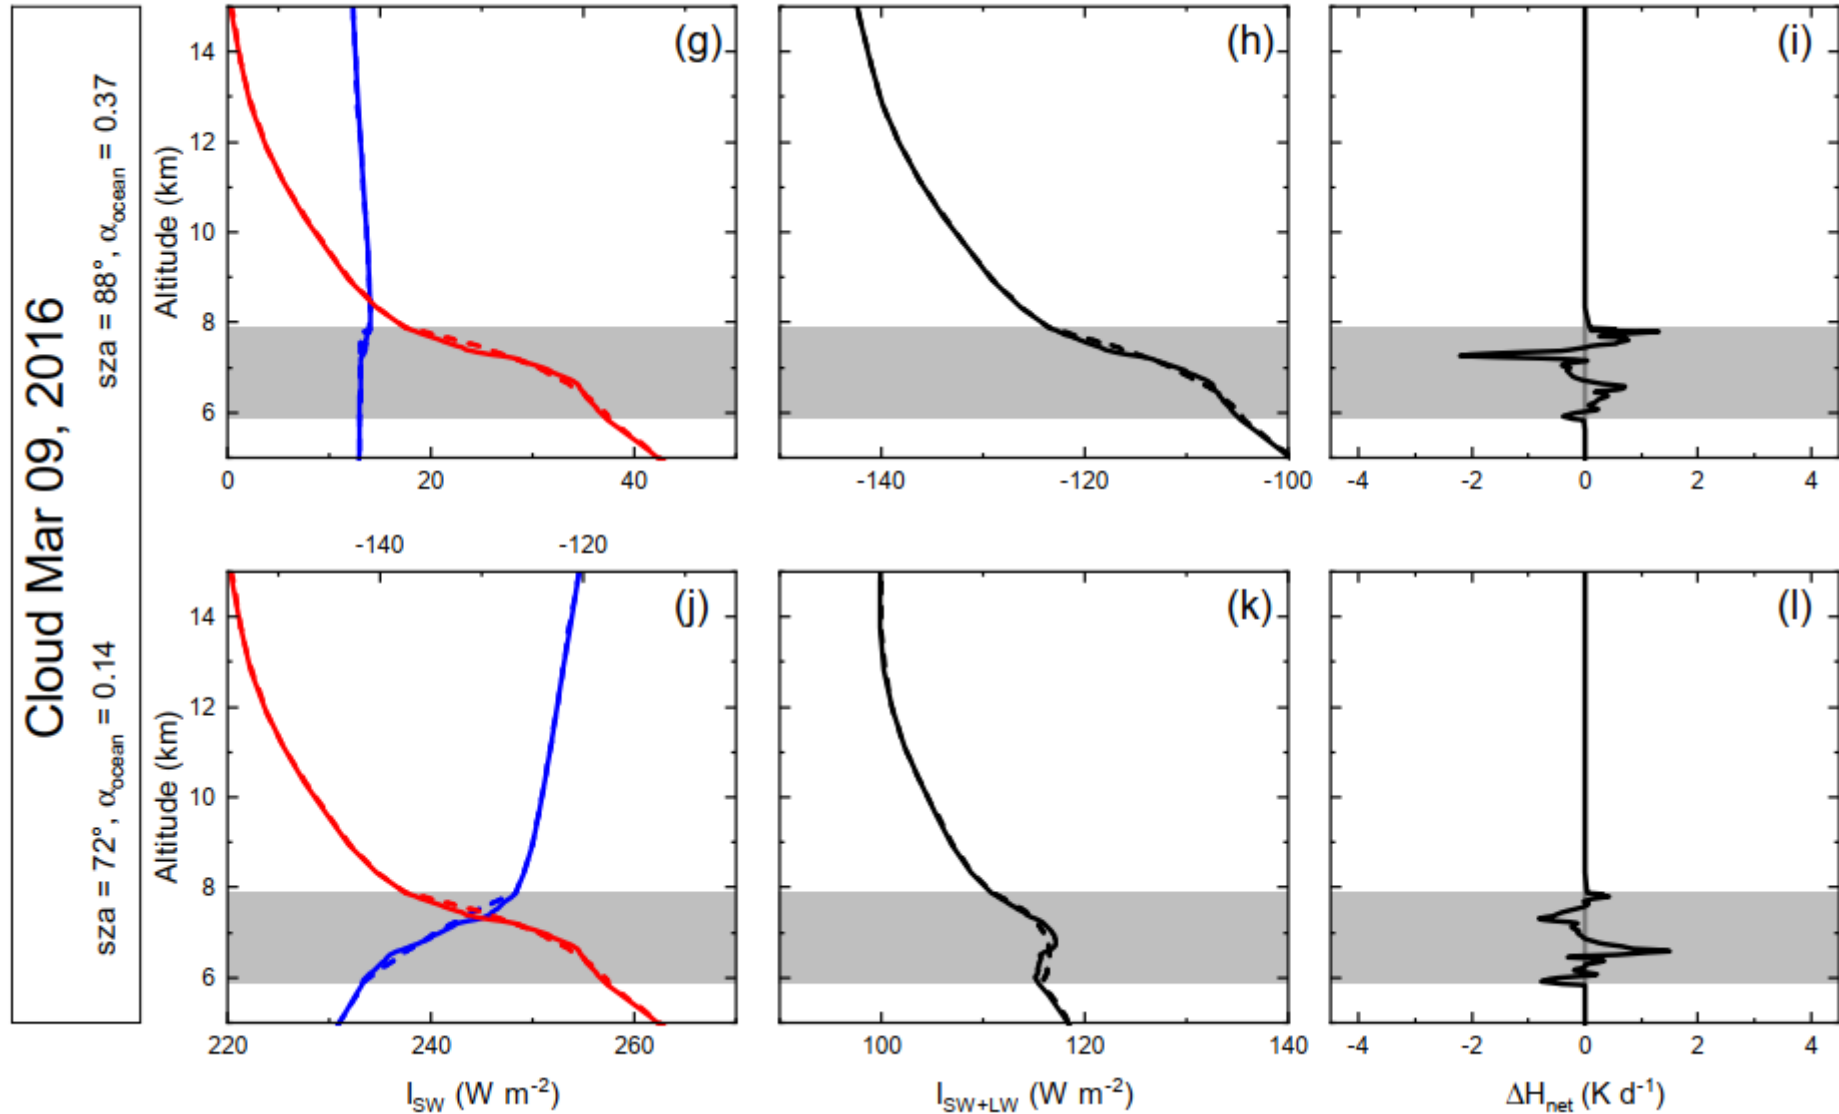 Cloud Mar 09, 2016
sza = 88°, αocean = 0.37
sza = 72°, αocean = 0.14
(g)
(h)
(i)
Altitude (km)
14
12
10
8
6
0 20 40
-140 -120 -100
-4 -2 0 2 4
-140 -120
(j)
(k)
(l)
Altitude (km)
14
12
10
8
6
220 240 260
100 120 140
-4 -2 0 2 4
ISW (W m-2)
ISW+LW (W m-2)
ΔHnet (K d-1)